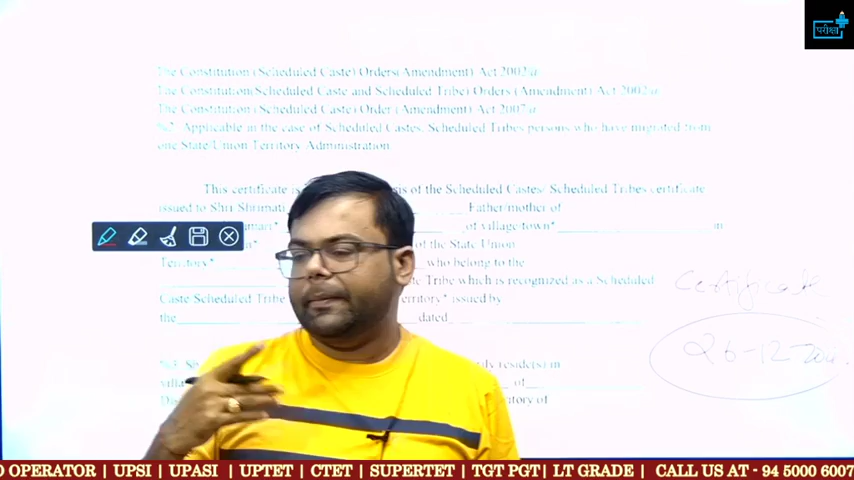 परीक्षा
The Constitution (Scheduled Caste) Orders(Amendment) Act 2002@
The Constitution(Scheduled Caste and Scheduled Tribe) Orders (Amendment) Act 2002@
The Constitution (Scheduled Caste) Order (Amendment) Act 2007@
%2. Applicable in the case of Scheduled Castes, Scheduled Tribes persons who have migrated from
one State/Union Territory Administration.
This certificate is of the Scheduled Castes/ Scheduled Tribes certificate
issued to Shri Shrimati Father/mother of
of village town* in
of the State Union
Territory* who belong to the
Tribe which is recognized as a Scheduled
Caste/Scheduled Tribe issued by
the dated
%3. reside(s) in
of
of
Certificate
26-12-
OPERATOR | UPSI | UPASI | UPTET | CTET | SUPERTET | TGT PGT| LT GRADE | CALL US AT - 94 5000 6007